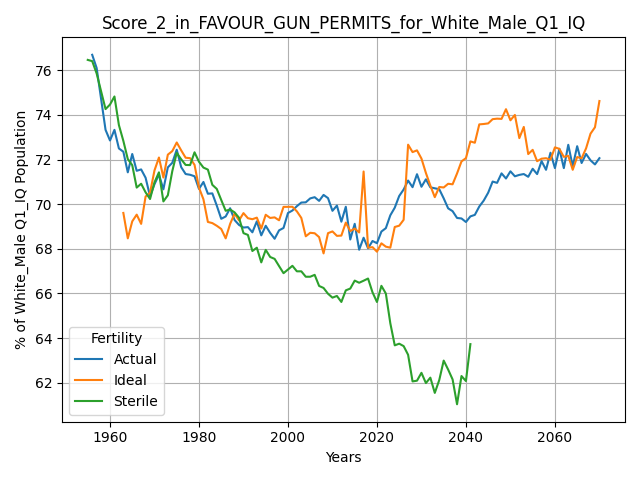 Score_2_in_FAVOUR_GUN_PERMITS_for_White_Male_Q1_IQ
% of White_Male Q1_IQ Population
76
74
72
70
68
66
64
62
Fertility
Actual
Ideal
Sterile
1960
1980
2000
2020
2040
2060
Years